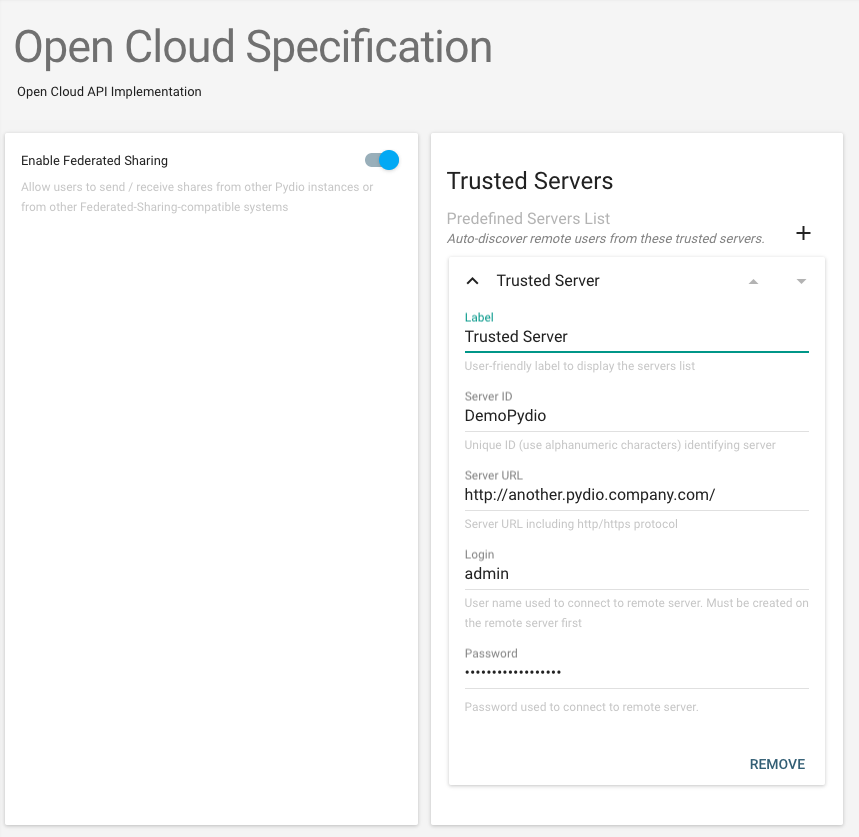 Open Cloud Specification
Open Cloud API Implementation
Enable Federated Sharing
Allow users to send / receive shares from other Pydio instances or
from other Federated-Sharing-compatible systems
Trusted Servers
Predefined Servers List
Auto-discover remote users from these trusted servers.
Trusted Server
Label
Trusted Server
User-friendly label to display the servers list
Server ID
DemoPydio
Unique ID (use alphanumeric characters) identifying server
Server URL
http://another.pydio.company.com/
Server URL including http/https protocol
Login
admin
User name used to connect to remote server. Must be created on
the remote server first
Password
••••••••••••••••••
Password used to connect to remote server.
REMOVE